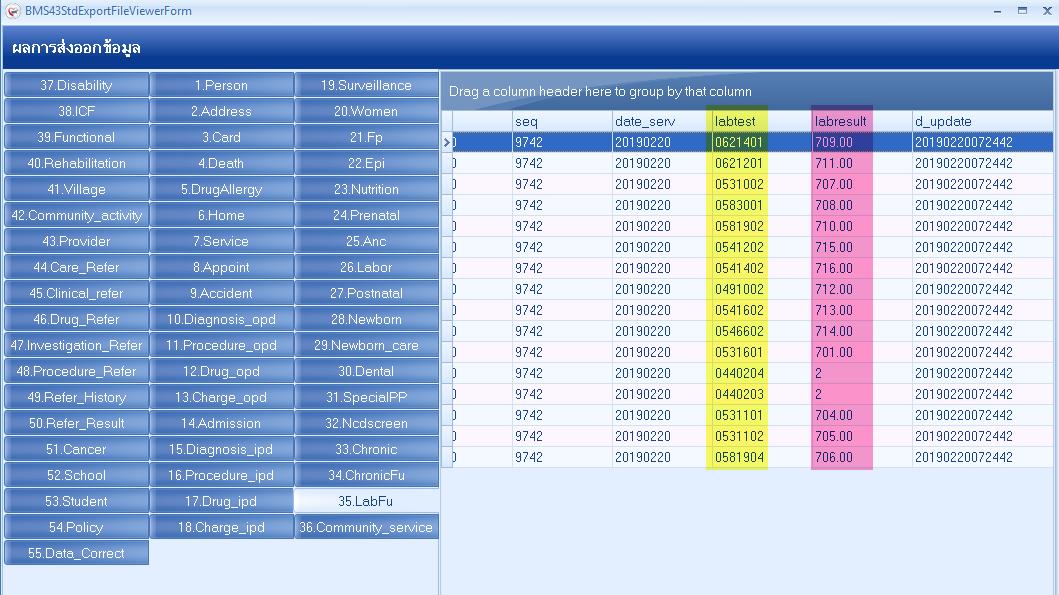 BMS43StdExportFileViewerForm
ผลการส่งออกข้อมูล
37.Disability 1.Person 19.Surveillance
38.ICF 2.Address 20.Women
39.Functional 3.Card 21.Fp
40.Rehabilitation 4.Death 22.Epi
41.Village 5.DrugAllergy 23.Nutrition
42.Community_activity 6.Home 24.Prenatal
43.Provider 7.Service 25.Anc
44.Care_Refer 8.Appoint 26.Labor
45.Clinical_refer 9.Accident 27.Postnatal
46.Drug_Refer 10.Diagnosis_opd 28.Newborn
47.Investigation_Refer 11.Procedure_opd 29.Newborn_care
48.Procedure_Refer 12.Drug_opd 30.Dental
49.Refer_History 13.Charge_opd 31.SpecialPP
50.Refer_Result 14.Admission 32.Ncdscreen
51.Cancer 15.Diagnosis_ipd 33.Chronic
52.School 16.Procedure_ipd 34.ChronicFu
53.Student 17.Drug_ipd 35.LabFu
54.Policy 18.Charge_ipd 36.Community_service
55.Data_Correct
Drag a column header here to group by that column
seq date_serv labtest labresult d_update
9742 20190220 0621401 709.00 20190220072442
9742 20190220 0621201 711.00 20190220072442
9742 20190220 0531002 707.00 20190220072442
9742 20190220 0583001 708.00 20190220072442
9742 20190220 0581902 710.00 20190220072442
9742 20190220 0541202 715.00 20190220072442
9742 20190220 0541402 716.00 20190220072442
9742 20190220 0491002 712.00 20190220072442
9742 20190220 0541602 713.00 20190220072442
9742 20190220 0546602 714.00 20190220072442
9742 20190220 0531601 701.00 20190220072442
9742 20190220 0440204 2 20190220072442
9742 20190220 0440203 2 20190220072442
9742 20190220 0531101 704.00 20190220072442
9742 20190220 0531102 705.00 20190220072442
9742 20190220 0581904 706.00 20190220072442